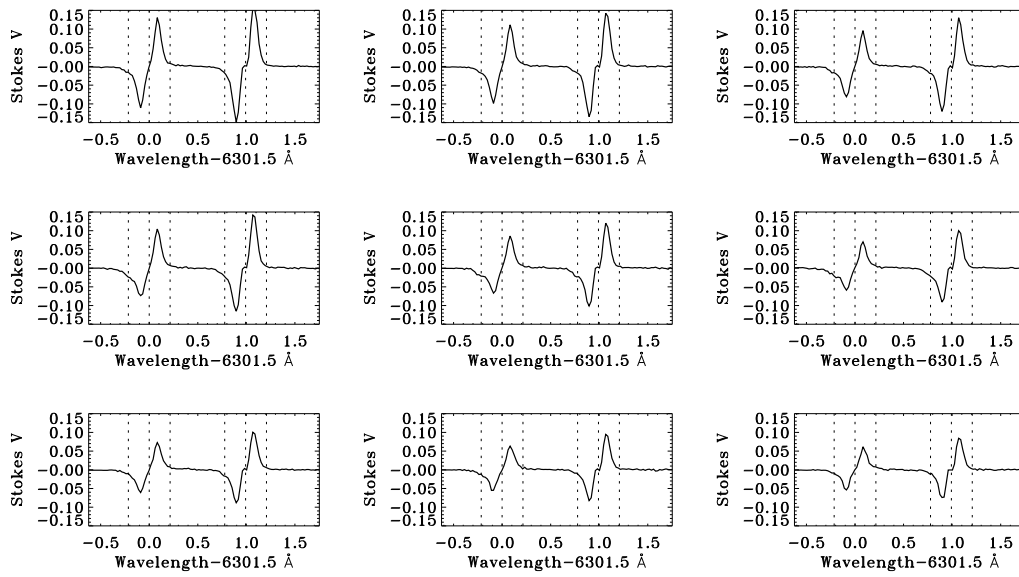 0.15 0.15 0.15
0.10 0.10 0.10
Stokes V 0.05 Stokes V 0.05 Stokes V 0.05
−0.00 −0.00 −0.00
−0.05 −0.05 −0.05
−0.10 −0.10 −0.10
−0.15 −0.15 −0.15
−0.5 0.0 0.5 1.0 1.5 −0.5 0.0 0.5 1.0 1.5 −0.5 0.0 0.5 1.0 1.5
Wavelength−6301.5 Å Wavelength−6301.5 Å Wavelength−6301.5 Å
0.15 0.15 0.15
0.10 0.10 0.10
Stokes V 0.05 Stokes V 0.05 Stokes V 0.05
−0.00 −0.00 −0.00
−0.05 −0.05 −0.05
−0.10 −0.10 −0.10
−0.15 −0.15 −0.15
−0.5 0.0 0.5 1.0 1.5 −0.5 0.0 0.5 1.0 1.5 −0.5 0.0 0.5 1.0 1.5
Wavelength−6301.5 Å Wavelength−6301.5 Å Wavelength−6301.5 Å
0.15 0.15 0.15
0.10 0.10 0.10
Stokes V 0.05 Stokes V 0.05 Stokes V 0.05
−0.00 −0.00 −0.00
−0.05 −0.05 −0.05
−0.10 −0.10 −0.10
−0.15 −0.15 −0.15
−0.5 0.0 0.5 1.0 1.5 −0.5 0.0 0.5 1.0 1.5 −0.5 0.0 0.5 1.0 1.5
Wavelength−6301.5 Å Wavelength−6301.5 Å Wavelength−6301.5 Å